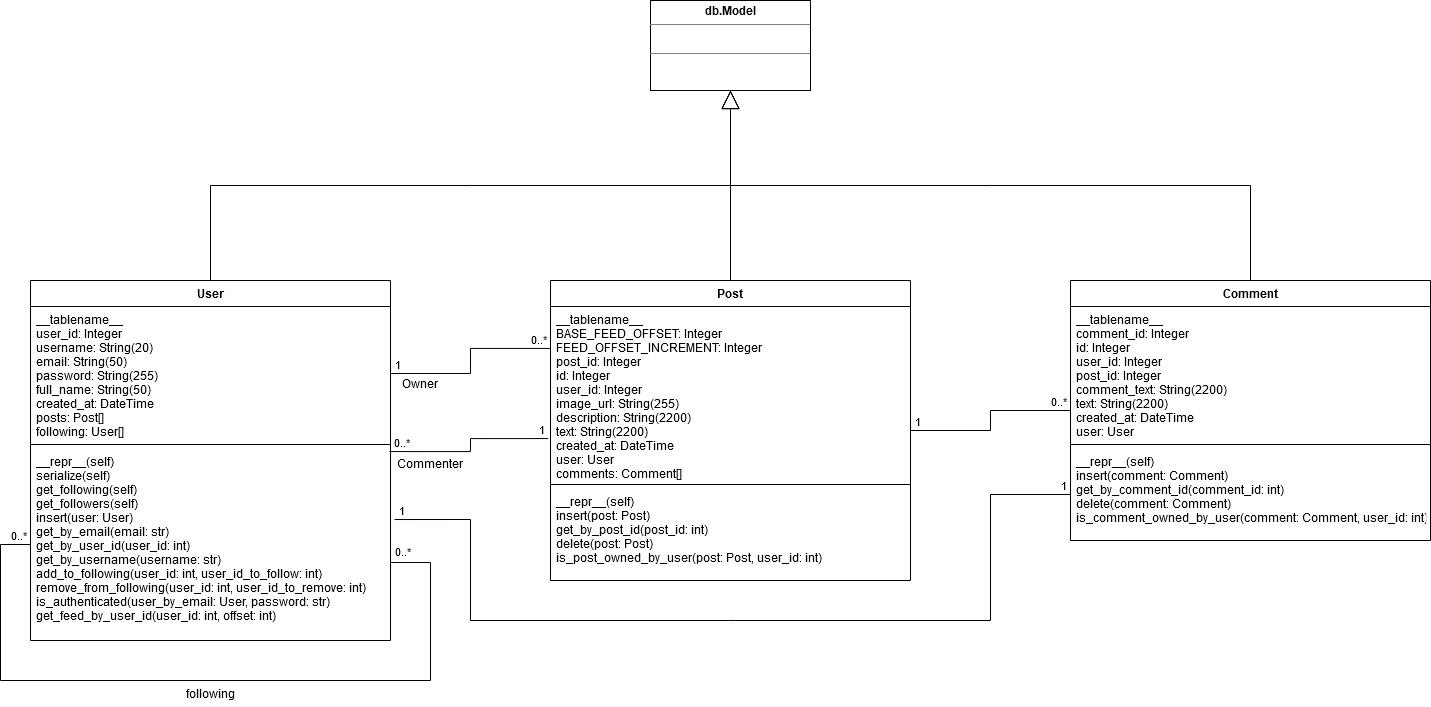 db.Model
User
__tablename__
user_id: Integer
username: String(20)
email: String(50)
password: String(255)
full_name: String(50)
created_at: DateTime
posts: Post[]
following: User[]
__repr__(self)
serialize(self)
get_following(self)
get_followers(self)
insert(user: User)
get_by_email(email: str)
get_by_user_id(user_id: int)
get_by_username(username: str)
add_to_following(user_id: int, user_id_to_follow: int)
remove_from_following(user_id: int, user_id_to_remove: int)
is_authenticated(user_by_email: User, password: str)
get_feed_by_user_id(user_id: int, offset: int)
0..*
0..*
following
1
Owner
0..*
0..*
Commenter
1
1
1
Post
__tablename__
BASE_FEED_OFFSET: Integer
FEED_OFFSET_INCREMENT: Integer
post_id: Integer
id: Integer
user_id: Integer
image_url: String(255)
description: String(2200)
text: String(2200)
created_at: DateTime
user: User
comments: Comment[]
__repr__(self)
insert(post: Post)
get_by_post_id(post_id: int)
delete(post: Post)
is_post_owned_by_user(post: Post, user_id: int)
1
0..*
Comment
__tablename__
comment_id: Integer
id: Integer
user_id: Integer
post_id: Integer
comment_text: String(2200)
text: String(2200)
created_at: DateTime
user: User
__repr__(self)
insert(comment: Comment)
get_by_comment_id(comment_id: int)
delete(comment: Comment)
is_comment_owned_by_user(comment: Comment, user_id: int)